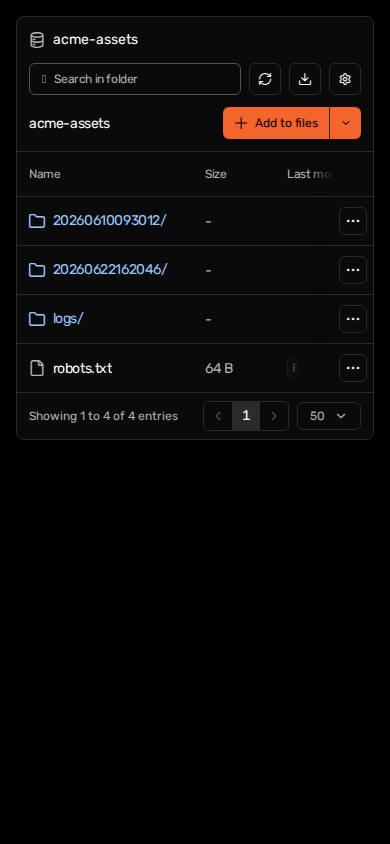 acme-assets
Search in folder
acme-assets
Add to files
Name Size Last
20260610093012/ -
20260622162046/ -
logs/ -
robots.txt 64 B
Showing 1 to 4 of 4 entries 1 50